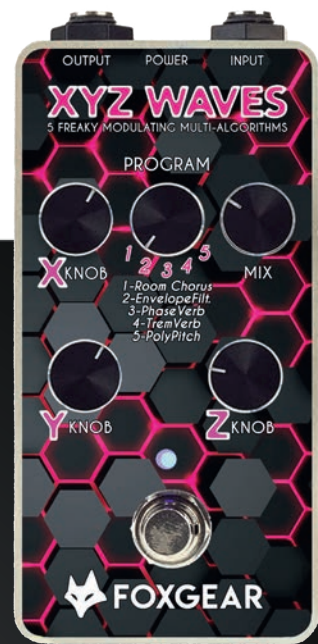 OUTPUT POWER INPUT
XYZ WAVES
5 FREAKY MODULATING MULTI-ALGORITHMS
PROGRAM
X KNOB
1 2 3 4 5
MIX
1-Room Chorus
2-EnvelopeFilt.
3-PhaseVerb
4-TremVerb
5-PolyPitch
Y KNOB
Z KNOB
FOXGEAR